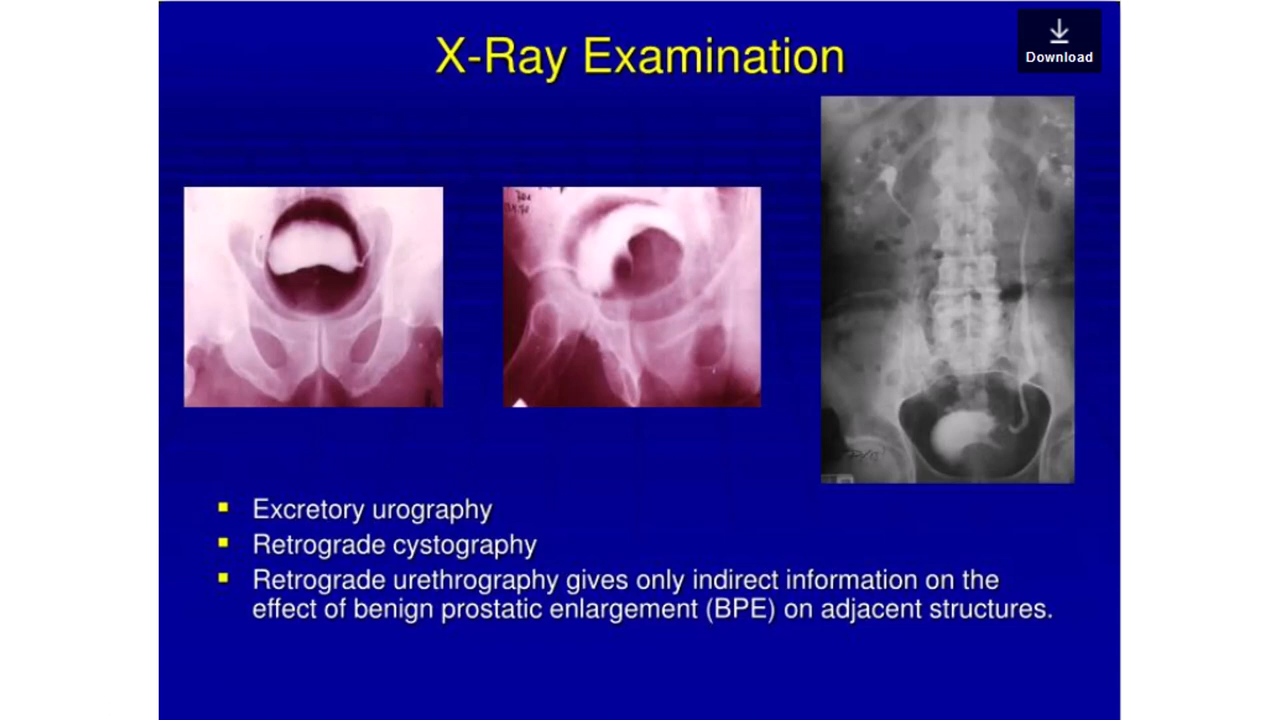 X-Ray Examination
Download
Excretory urography
Retrograde cystography
Retrograde urethrography gives only indirect information on the
effect of benign prostatic enlargement (BPE) on adjacent structures.